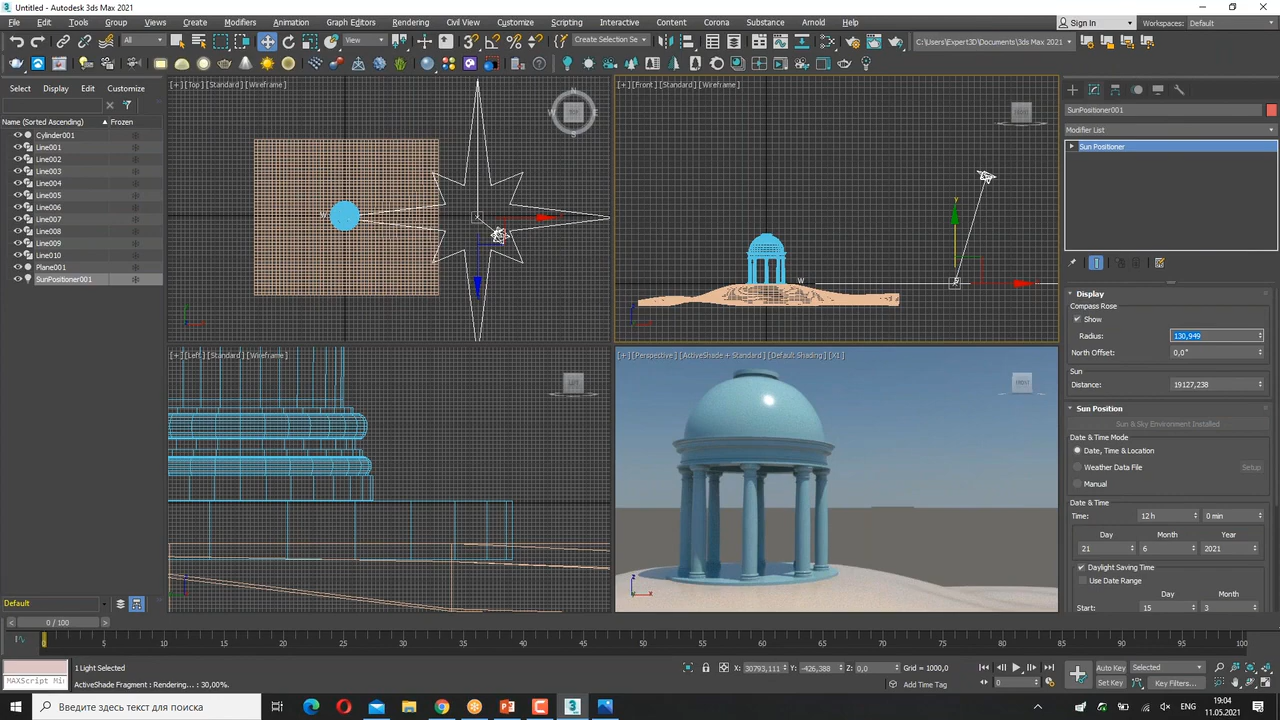 Untitled - Autodesk 3ds Max 2021
File Edit Tools Group Views Create Modifiers Animation Graph Editors Rendering Civil View Customize Scripting Interactive Content Corona Substance Arnold Help
Sign In Workspaces: Default
All View Create Selection Se C:\Users\Expert3D\Documents\3ds Max 2021
Select Display Edit Customize
Name (Sorted Ascending) ▲ Frozen
Cylinder001
Line001
Line002
Line003
Line004
Line005
Line006
Line007
Line008
Line009
Line010
Plane001
SunPositioner001
Default
[+] [Top] [Standard] [Wireframe]
N
W TOP E
S
W
[+] [Front] [Standard] [Wireframe]
FRONT
y
W
[+] [Left] [Standard] [Wireframe]
LEFT
[+] [Perspective] [ActiveShade + Standard] [Default Shading] [X1]
FRONT
z
x
SunPositioner001
Modifier List
Sun Positioner
Display
Compass Rose
Show
Radius: 130,949
North Offset: 0,0°
Sun
Distance: 19127,238
Sun Position
Sun & Sky Environment Installed
Date & Time Mode
Date, Time & Location
Weather Data File Setup
Manual
Date & Time
Time: 12 h 0 min
Day Month Year
21 6 2021
Daylight Saving Time
Use Date Range
Day Month
Start: 15 3
0 / 100
0 5 10 15 20 25 30 35 40 45 50 55 60 65 70 75 80 85 90 95 100
1 Light Selected
MAXScript Mi
ActiveShade Fragment : Rendering... : 30,00%.
X: 30793,111 Y: -426,388 Z: 0,0 Grid = 1000,0
Add Time Tag
0
Auto Key Selected
Set Key Key Filters...
Введите здесь текст для поиска
ENG
19:04
11.05.2021